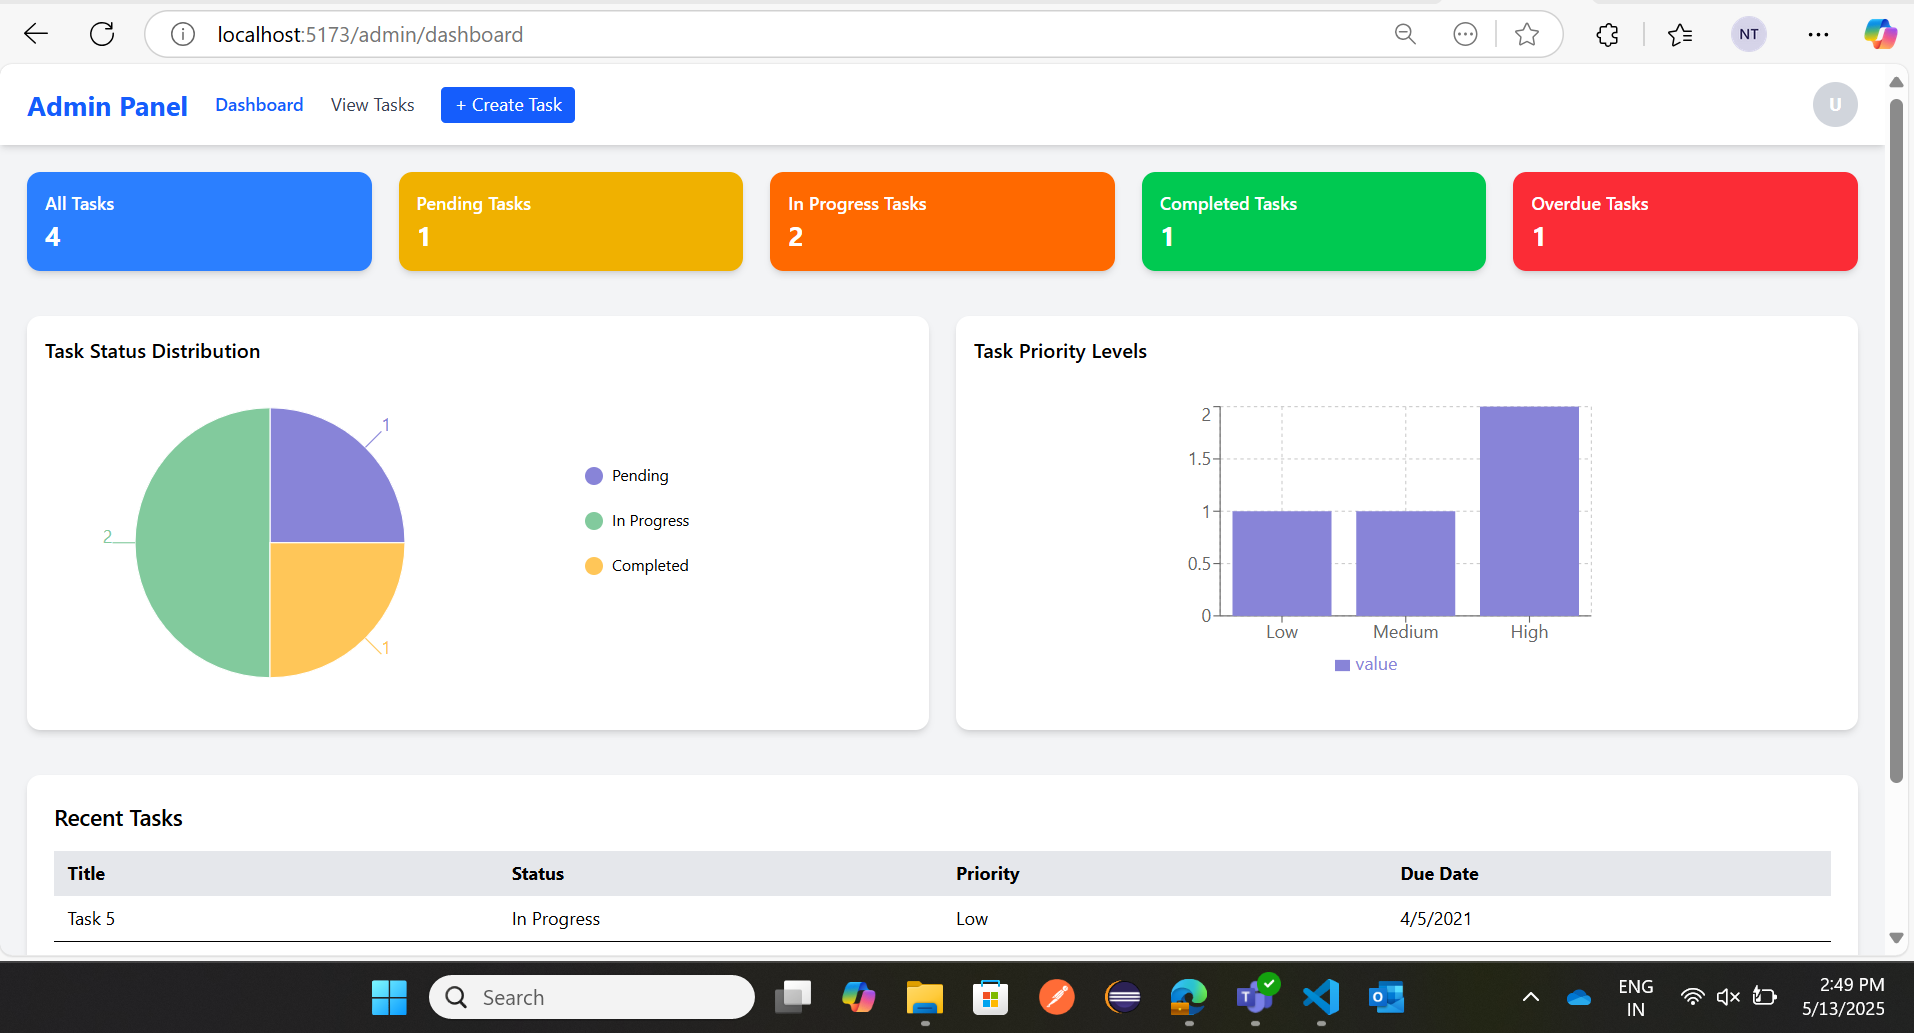 localhost:5173/admin/dashboard
NT
Admin Panel
Dashboard
View Tasks
+ Create Task
U
All Tasks
4
Pending Tasks
1
In Progress Tasks
2
Completed Tasks
1
Overdue Tasks
1
Task Status Distribution
1
2
1
Pending
In Progress
Completed
Task Priority Levels
2
1.5
1
0.5
0
Low Medium High
value
Recent Tasks
Title Status Priority Due Date
Task 5 In Progress Low 4/5/2021
Search
ENG
IN
2:49 PM
5/13/2025